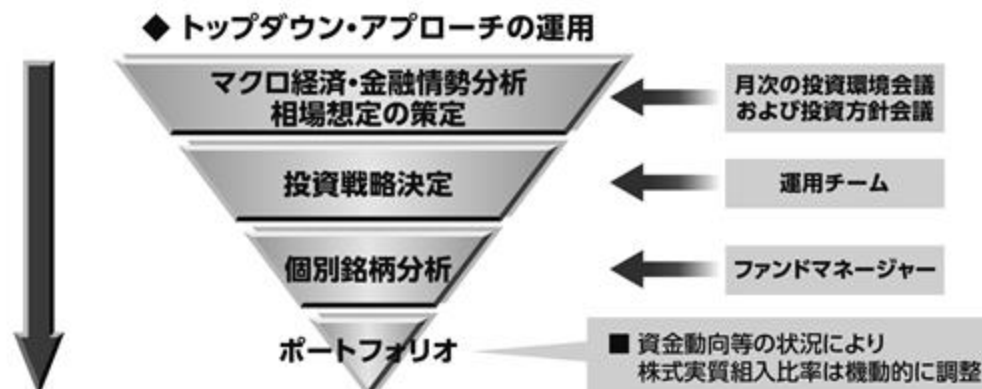 ◆ トップダウン・アプローチの運用
マクロ経済・金融情勢分析
相場想定の策定
月次の投資環境会議
および投資方針会議
投資戦略決定
運用チーム
個別銘柄分析
ファンドマネージャー
ポートフォリオ
■ 資金動向等の状況により
株式実質組入比率は機動的に調整